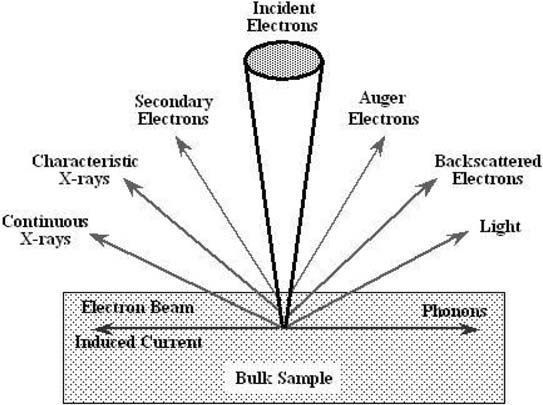 Incident
Electrons
Secondary
Electrons
Auger
Electrons
Characteristic
X-rays
Backscattered
Electrons
Continuous
X-rays
Light
Electron Beam
Induced Current
Phonons
Bulk Sample